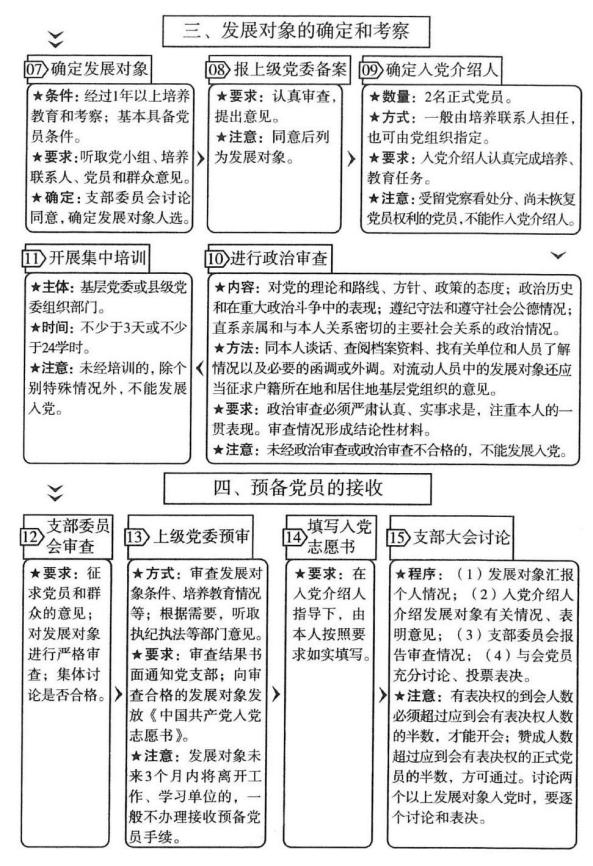 三、发展对象的确定和考察
07 确定发展对象
★条件：经过1年以上培养
教育和考察；基本具备党
员条件。
★要求：听取党小组、培养
联系人、党员和群众意见。
★确定：支部委员会讨论
同意，确定发展对象人选。
08 报上级党委备案
★要求：认真审查，
提出意见。
★注意：同意后列
为发展对象。
09 确定入党介绍人
★数量：2名正式党员。
★方式：一般由培养联系人担任，
也可由党组织指定。
★要求：入党介绍人认真完成培养、
教育任务。
★注意：受留党察看处分、尚未恢复
党员权利的党员，不能作入党介绍人。
10 进行政治审查
★内容：对党的理论和路线、方针、政策的态度；政治历史
和在重大政治斗争中的表现；遵纪守法和遵守社会公德情况；
直系亲属和与本人关系密切的主要社会关系的政治情况。
★方法：同本人谈话、查阅档案资料、找有关单位和人员了解
情况以及必要的函调或外调。对流动人员中的发展对象还应
当征求户籍所在地和居住地基层党组织的意见。
★要求：政治审查必须严肃认真、实事求是，注重本人的一
贯表现。审查情况形成结论性材料。
★注意：未经政治审查或政治审查不合格的，不能发展入党。
11 开展集中培训
★主体：基层党委或县级党
委组织部门。
★时间：不少于3天或不少
于24学时。
★注意：未经培训的，除个
别特殊情况外，不能发展
入党。
四、预备党员的接收
12 支部委员
会审查
★要求：征
求党员和群
众的意见；
对发展对象
进行严格审
查；集体讨
论是否合格。
13 上级党委预审
★方式：审查发展对
象条件、培养教育情况
等；根据需要，听取
执纪执法等部门意见。
★要求：审查结果书
面通知党支部；向审
查合格的发展对象发
放《中国共产党入党
志愿书》。
★注意：发展对象未
来3个月内将离开工
作、学习单位的，一
般不办理接收预备党
员手续。
14 填写入党
志愿书
★要求：在
入党介绍人
指导下，由
本人按照要
求如实填写。
15 支部大会讨论
★程序：（1）发展对象汇报
个人情况；（2）入党介绍人
介绍发展对象有关情况、表
明意见；（3）支部委员会报
告审查情况；（4）与会党员
充分讨论、投票表决。
★注意：有表决权的到会人数
必须超过应到会有表决权人数
的半数，才能开会；赞成人数
超过应到会有表决权的正式党
员的半数，方可通过。讨论两
个以上发展对象入党时，要逐
个讨论和表决。